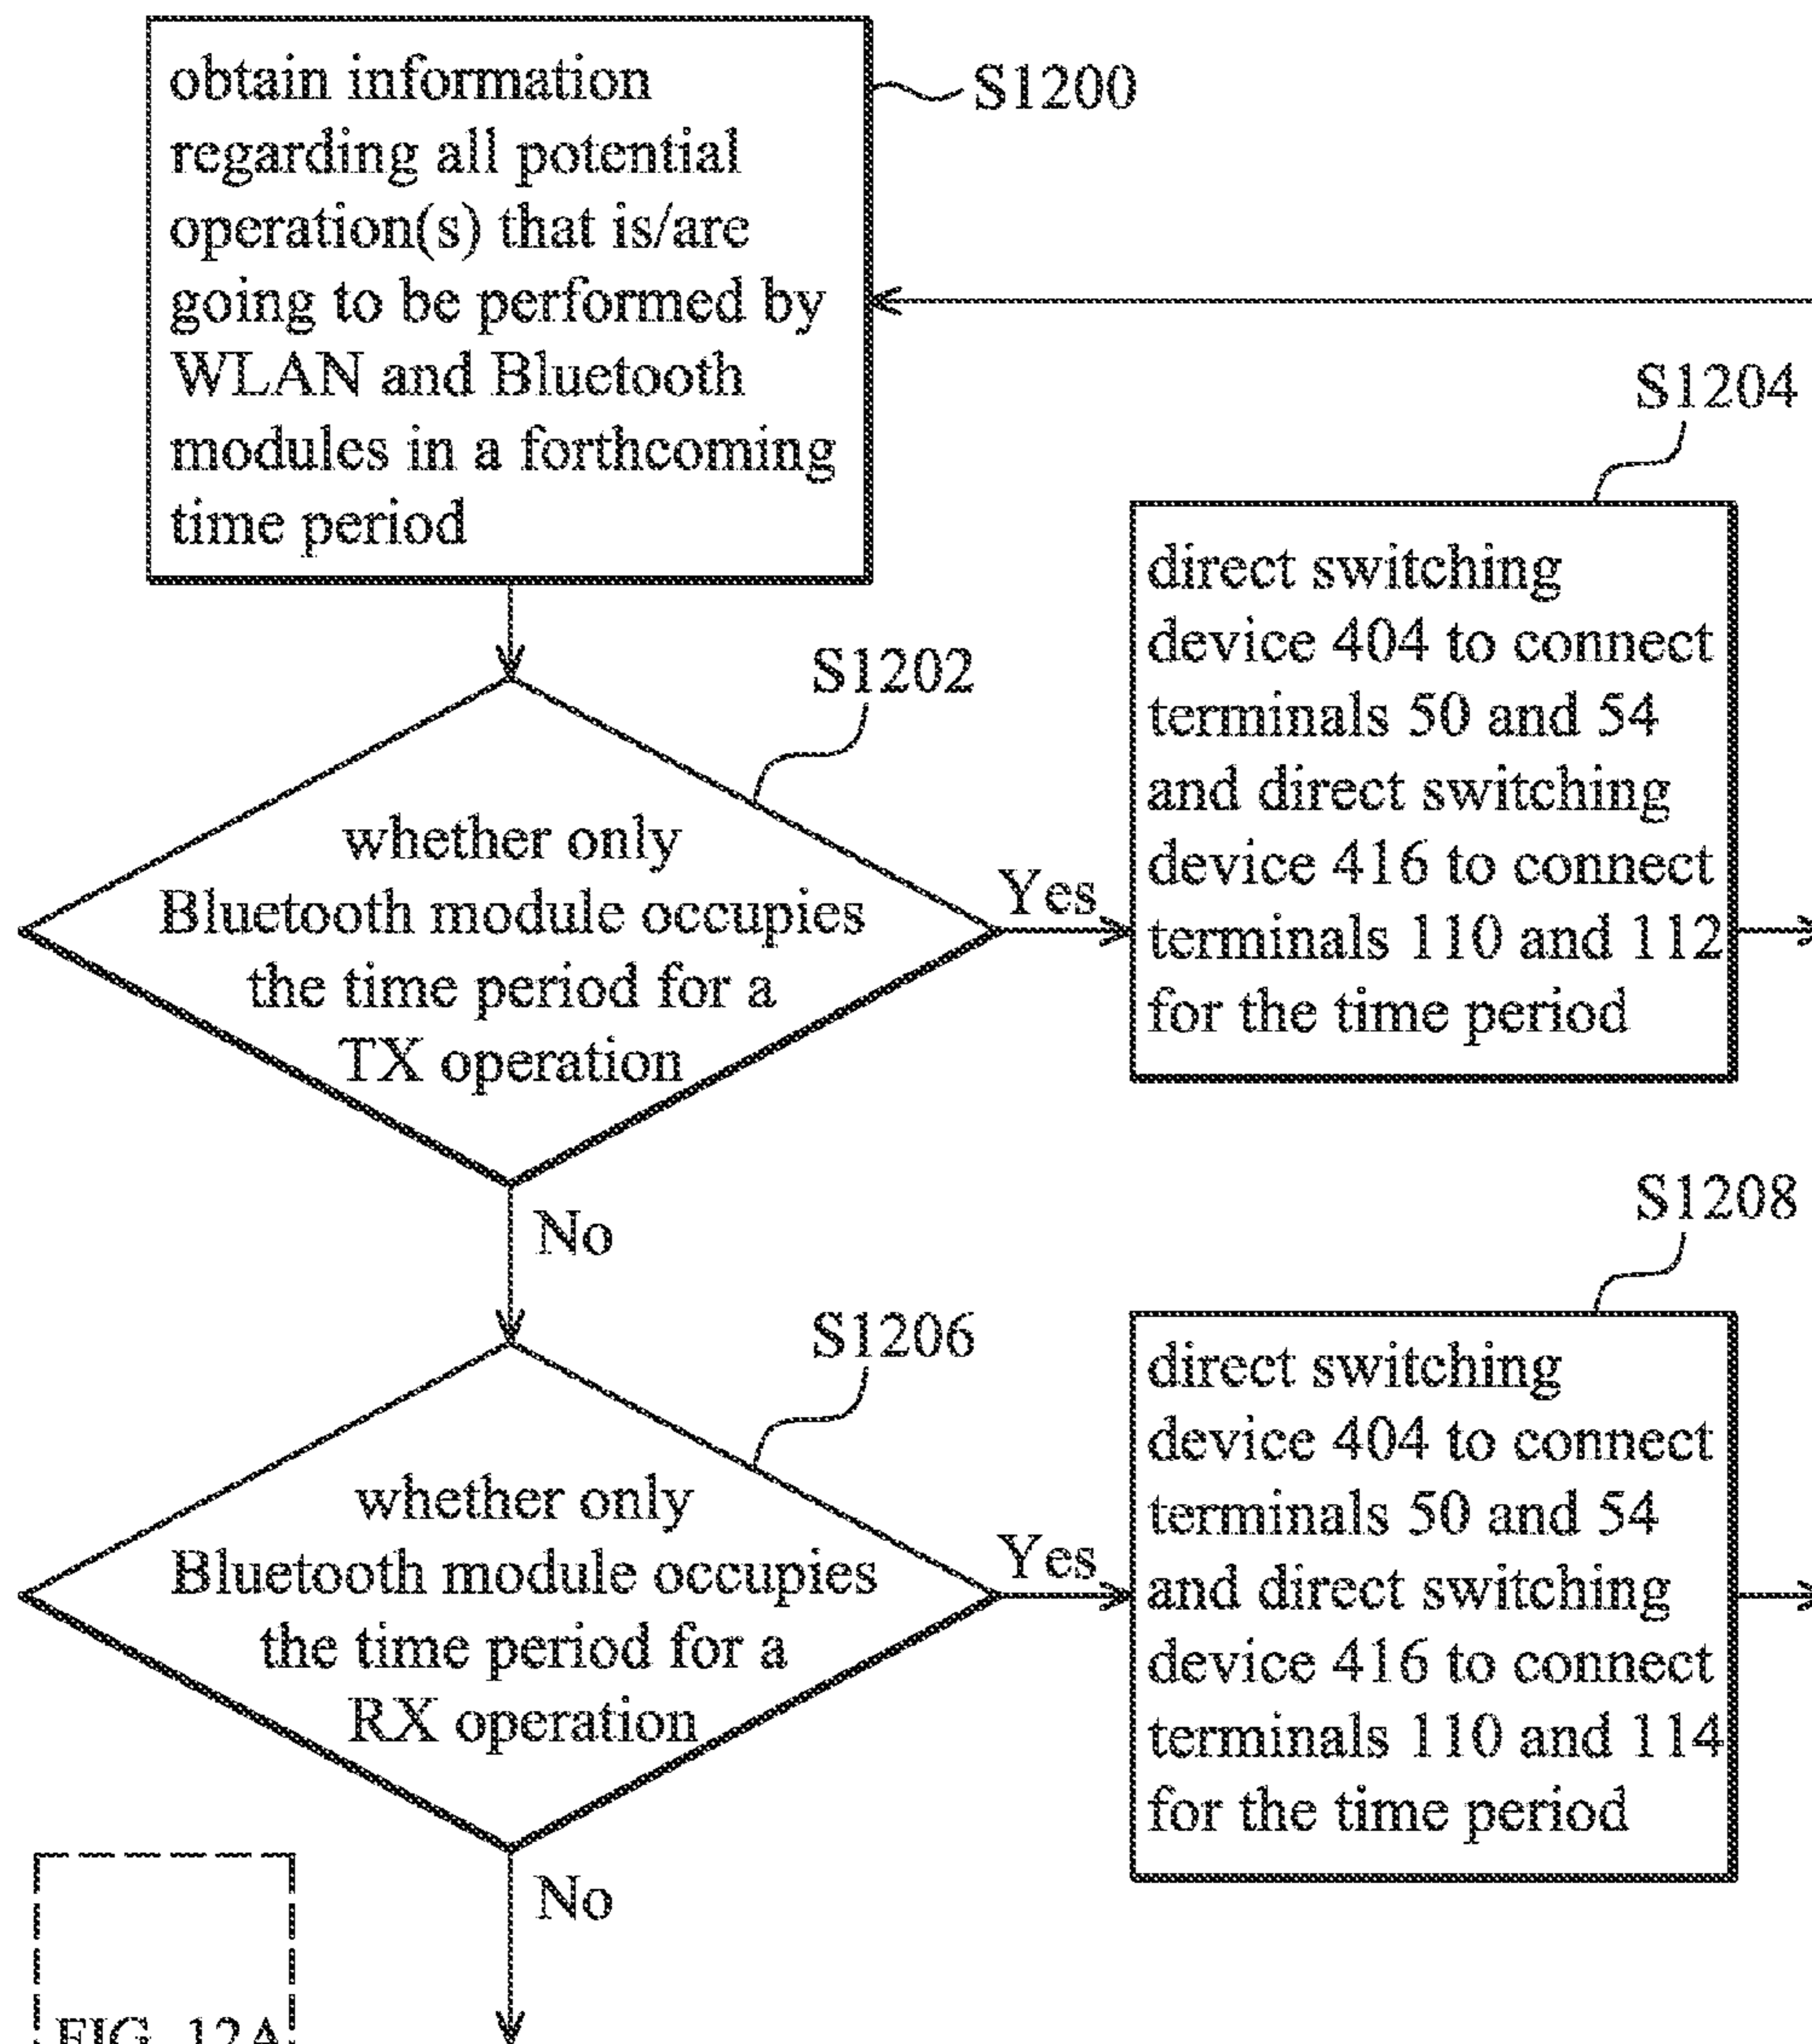 obtain information
regarding all potential
operation(s) that is/are
going to be performed by
WLAN and Bluetooth
modules in a forthcoming
time period
S1200
S1202
whether only
Bluetooth module occupies
the time period for a
TX operation
Yes
No
S1204
direct switching
device 404 to connect
terminals 50 and 54
and direct switching
device 416 to connect
terminals 110 and 112
for the time period
S1206
whether only
Bluetooth module occupies
the time period for a
RX operation
Yes
No
S1208
direct switching
device 404 to connect
terminals 50 and 54
and direct switching
device 416 to connect
terminals 110 and 114
for the time period
FIG. 12A